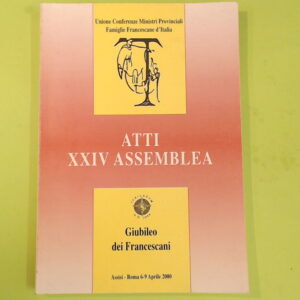 Unione Conferenze Ministri Provinciali
Famiglie Francescane d'Italia
ATTI
XXIV ASSEMBLEA
Giubileo
dei Francescani
Assisi - Roma 6-9 Aprile 2000